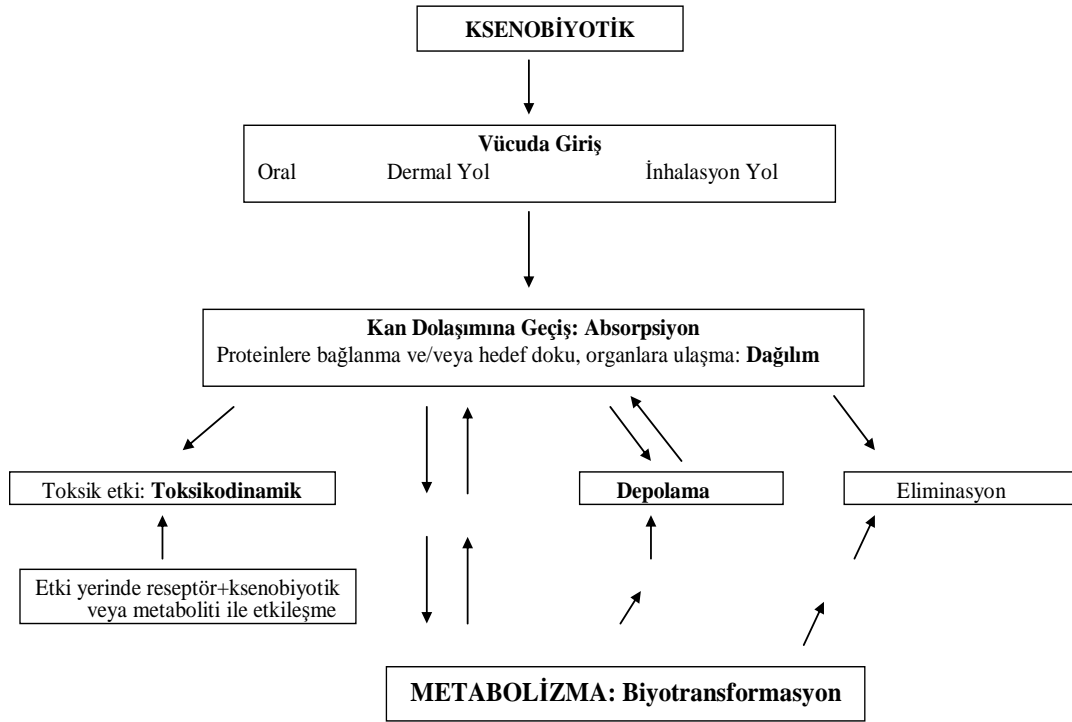 KSENOBİYOTİK
Vücuda Giriş
Oral Dermal Yol İnhalasyon Yol
Kan Dolaşımına Geçiş: Absorpsiyon
Proteinlere bağlanma ve/veya hedef doku, organlara ulaşma: Dağılım
Toksik etki: Toksikodinamik
Depolama
Eliminasyon
Etki yerinde reseptör+ksenobiyotik
veya metaboliti ile etkileşme
METABOLİZMA: Biyotransformasyon